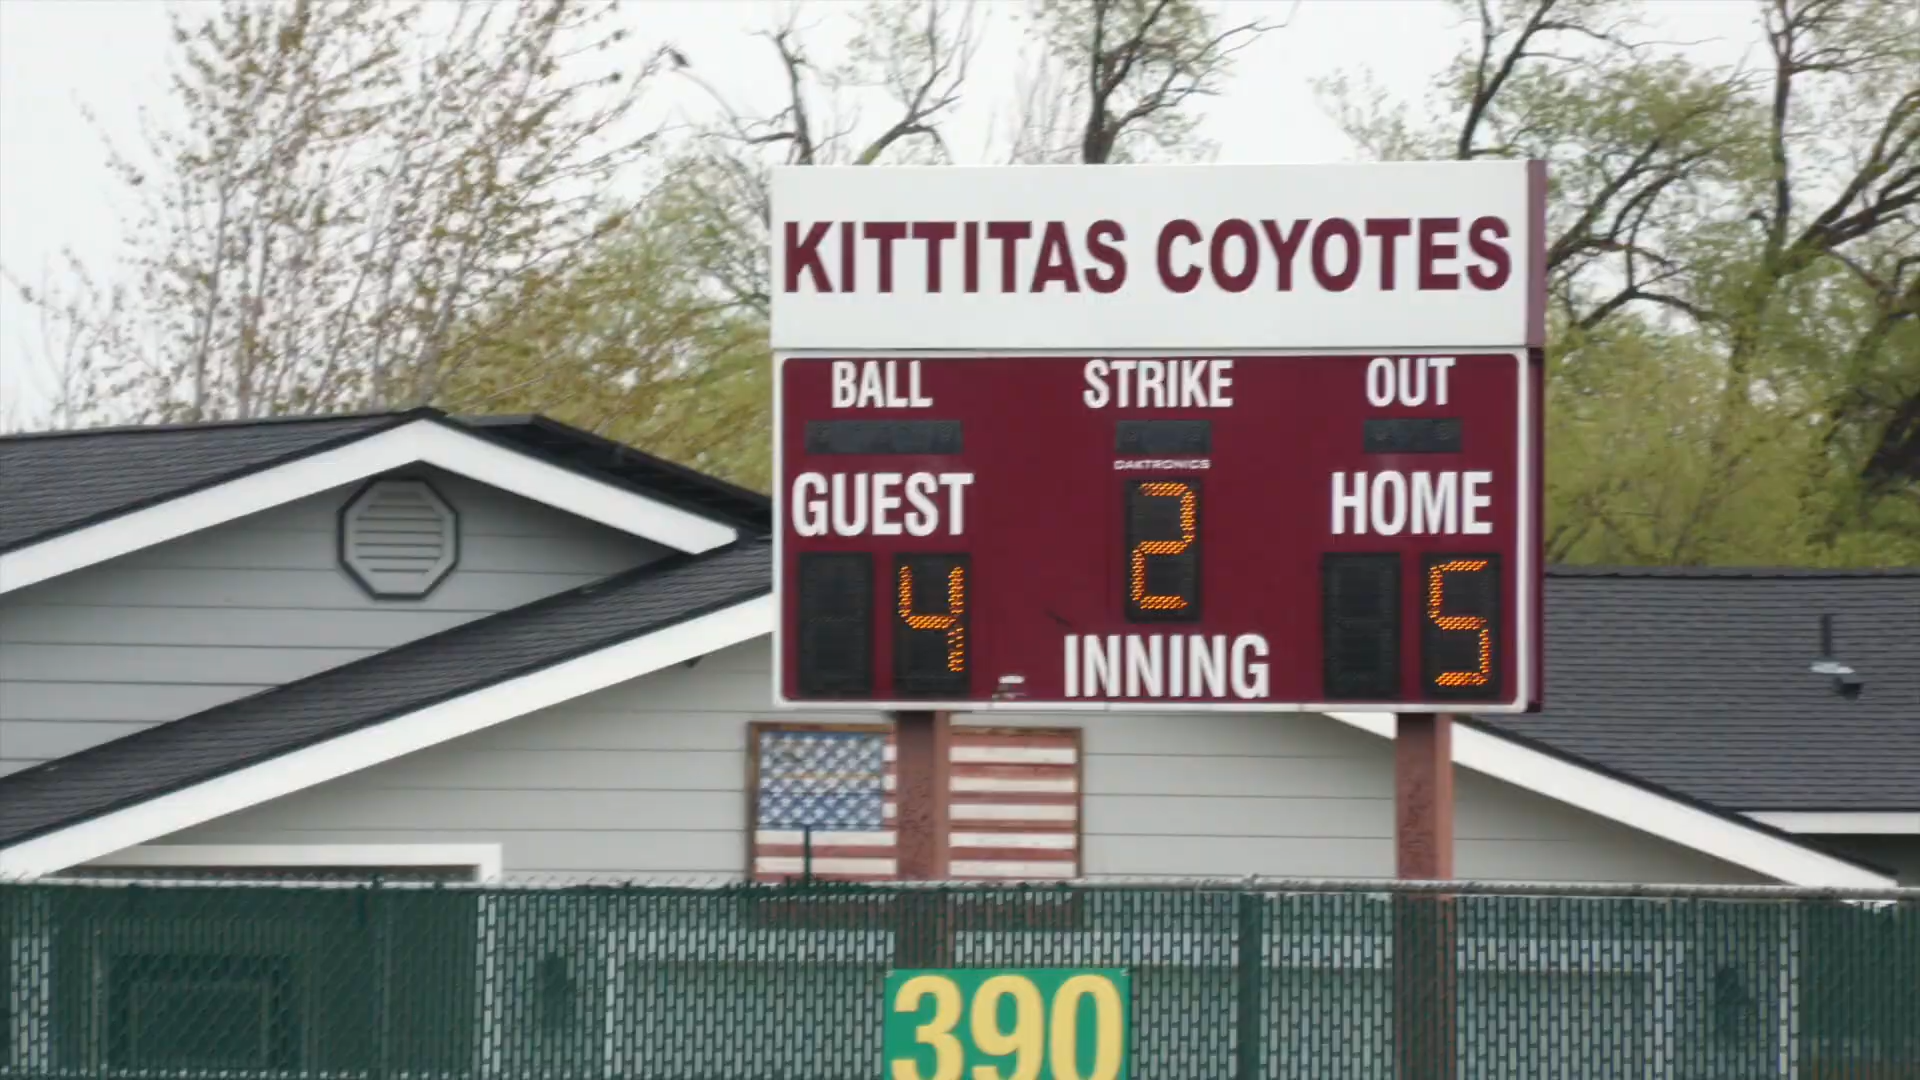 KITTITAS COYOTES
BALL STRIKE OUT
DAKTRONICS
GUEST 2 HOME
4 5
INNING
390